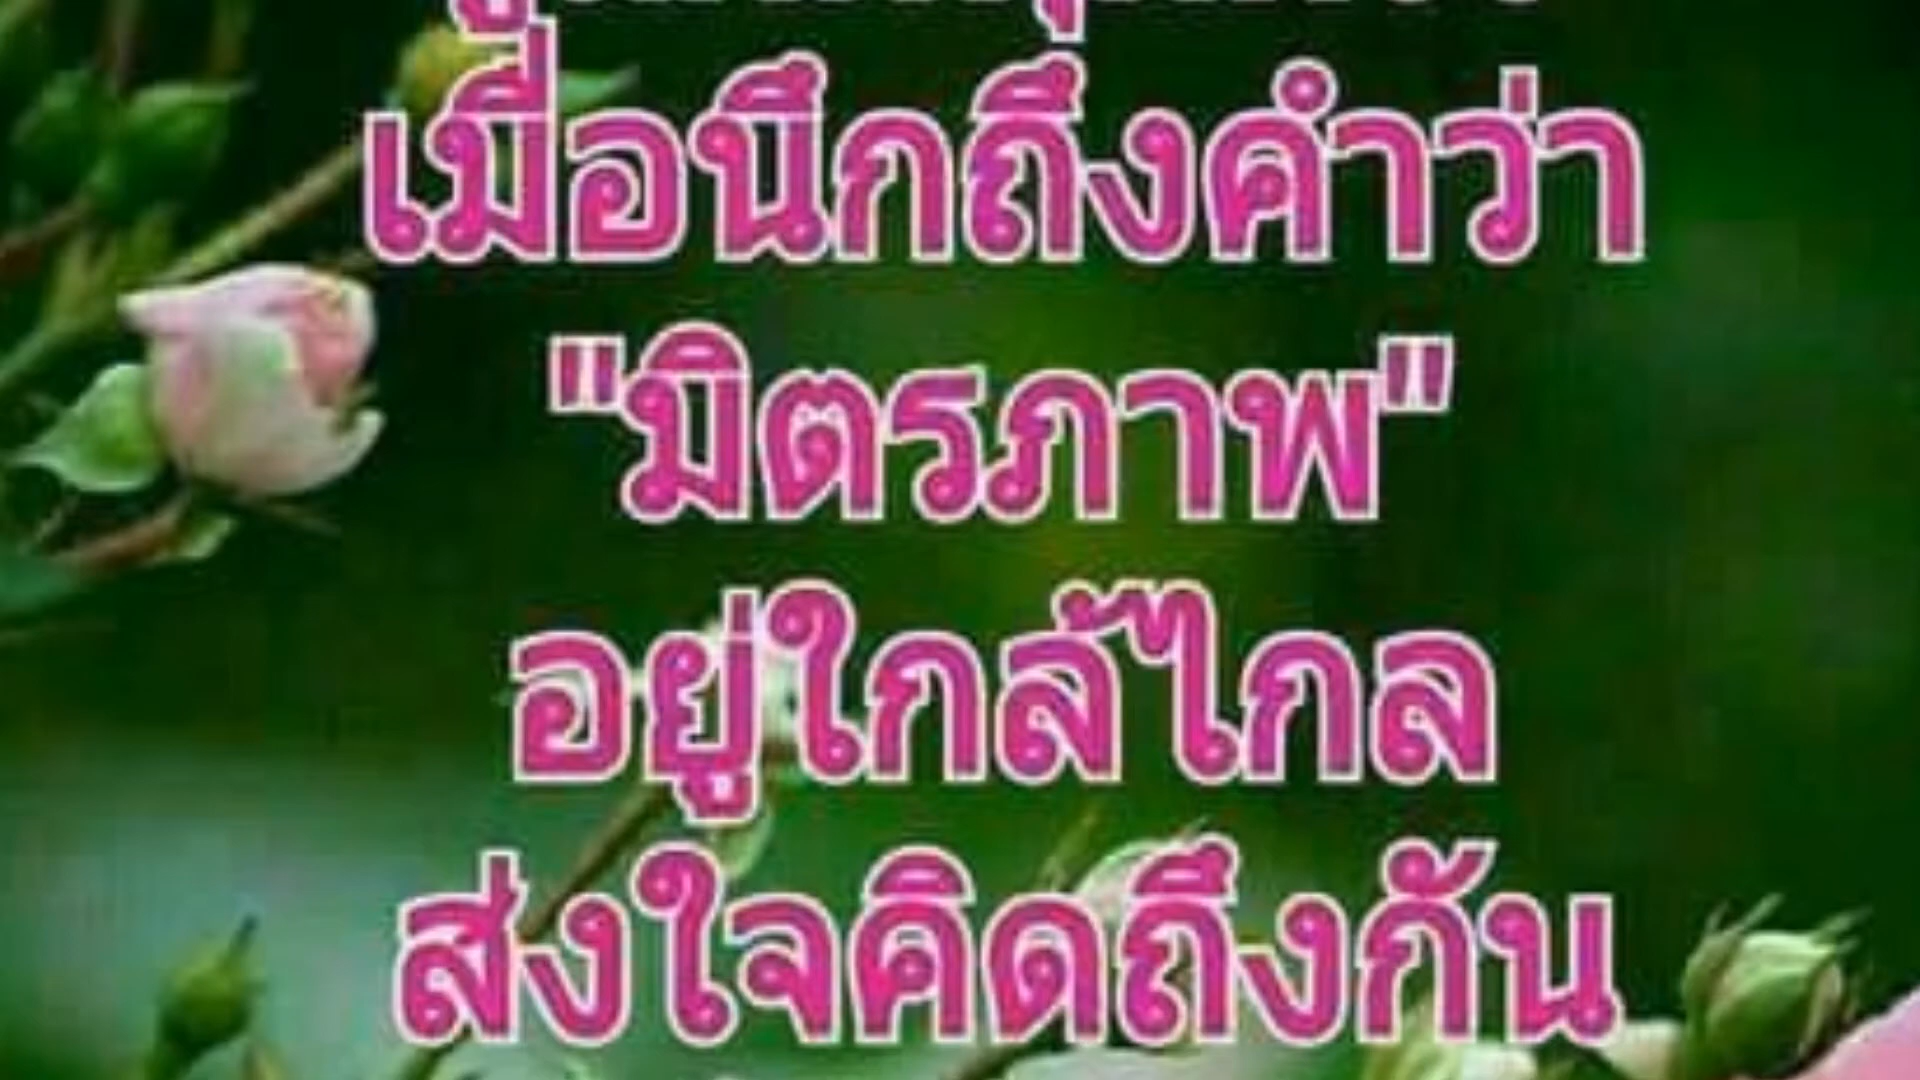 เมื่อนึกถึงคำว่า
"มิตรภาพ"
อยู่ใกล้ไกล
ส่งใจคิดถึงกัน